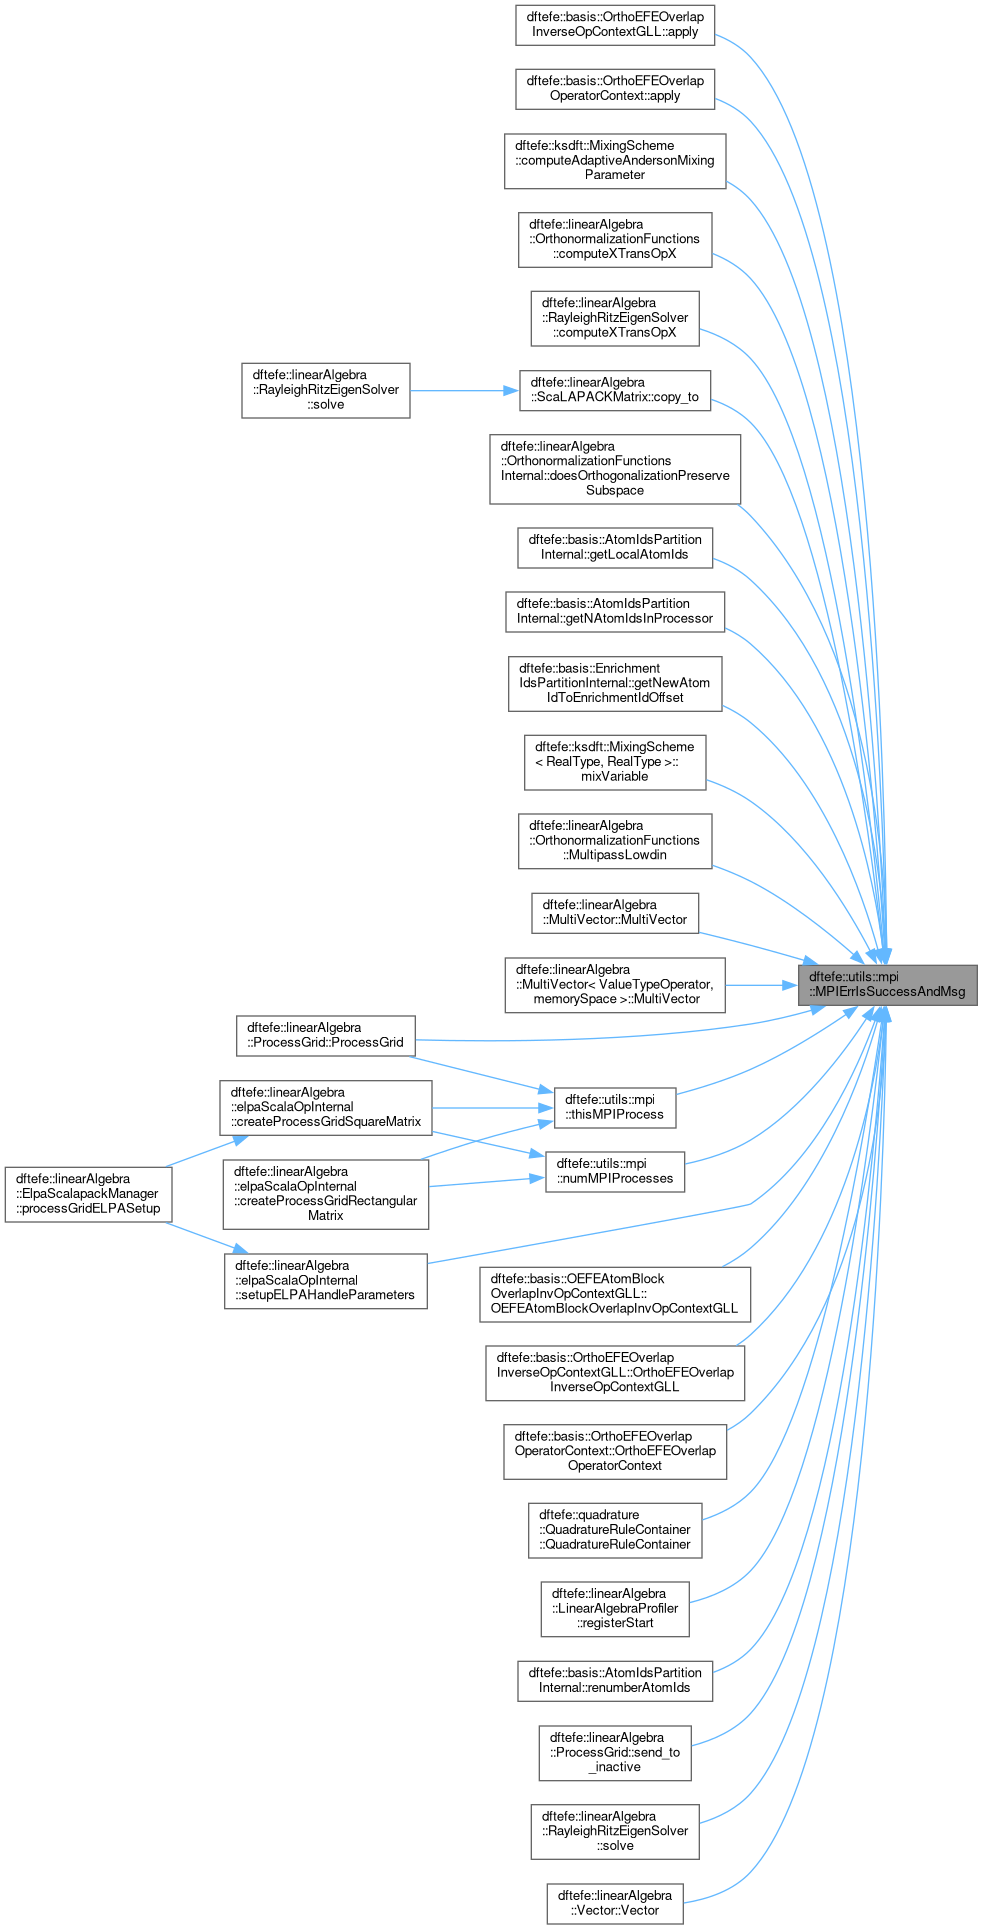 dftefe::basis::OrthoEFEOverlap
InverseOpContextGLL::apply
dftefe::basis::OrthoEFEOverlap
OperatorContext::apply
dftefe::ksdft::MixingScheme
::computeAdaptiveAndersonMixing
Parameter
dftefe::linearAlgebra
::OrthonormalizationFunctions
::computeXTransOpX
dftefe::linearAlgebra
::RayleighRitzEigenSolver
::computeXTransOpX
dftefe::linearAlgebra
::RayleighRitzEigenSolver
::solve
dftefe::linearAlgebra
::ScaLAPACKMatrix::copy_to
dftefe::linearAlgebra
::OrthonormalizationFunctions
Internal::doesOrthogonalizationPreserve
Subspace
dftefe::basis::AtomIdsPartition
Internal::getLocalAtomIds
dftefe::basis::AtomIdsPartition
Internal::getNAtomIdsInProcessor
dftefe::basis::Enrichment
IdsPartitionInternal::getNewAtom
IdToEnrichmentIdOffset
dftefe::ksdft::MixingScheme
< RealType, RealType >::
mixVariable
dftefe::linearAlgebra
::OrthonormalizationFunctions
::MultipassLowdin
dftefe::linearAlgebra
::MultiVector::MultiVector
dftefe::linearAlgebra
::MultiVector< ValueTypeOperator,
memorySpace >::MultiVector
dftefe::utils::mpi
::MPIErrIsSuccessAndMsg
dftefe::linearAlgebra
::ProcessGrid::ProcessGrid
dftefe::utils::mpi
::thisMPIProcess
dftefe::linearAlgebra
::elpaScalaOpInternal
::createProcessGridSquareMatrix
dftefe::utils::mpi
::numMPIProcesses
dftefe::linearAlgebra
::elpaScalaOpInternal
::createProcessGridRectangular
Matrix
dftefe::linearAlgebra
::ElpaScalapackManager
::processGridELPASetup
dftefe::linearAlgebra
::elpaScalaOpInternal
::setupELPAHandleParameters
dftefe::basis::OEFEAtomBlock
OverlapInvOpContextGLL::
OEFEAtomBlockOverlapInvOpContextGLL
dftefe::basis::OrthoEFEOverlap
InverseOpContextGLL::OrthoEFEOverlap
InverseOpContextGLL
dftefe::basis::OrthoEFEOverlap
OperatorContext::OrthoEFEOverlap
OperatorContext
dftefe::quadrature
::QuadratureRuleContainer
::QuadratureRuleContainer
dftefe::linearAlgebra
::LinearAlgebraProfiler
::registerStart
dftefe::basis::AtomIdsPartition
Internal::renumberAtomIds
dftefe::linearAlgebra
::ProcessGrid::send_to
_inactive
dftefe::linearAlgebra
::RayleighRitzEigenSolver
::solve
dftefe::linearAlgebra
::Vector::Vector